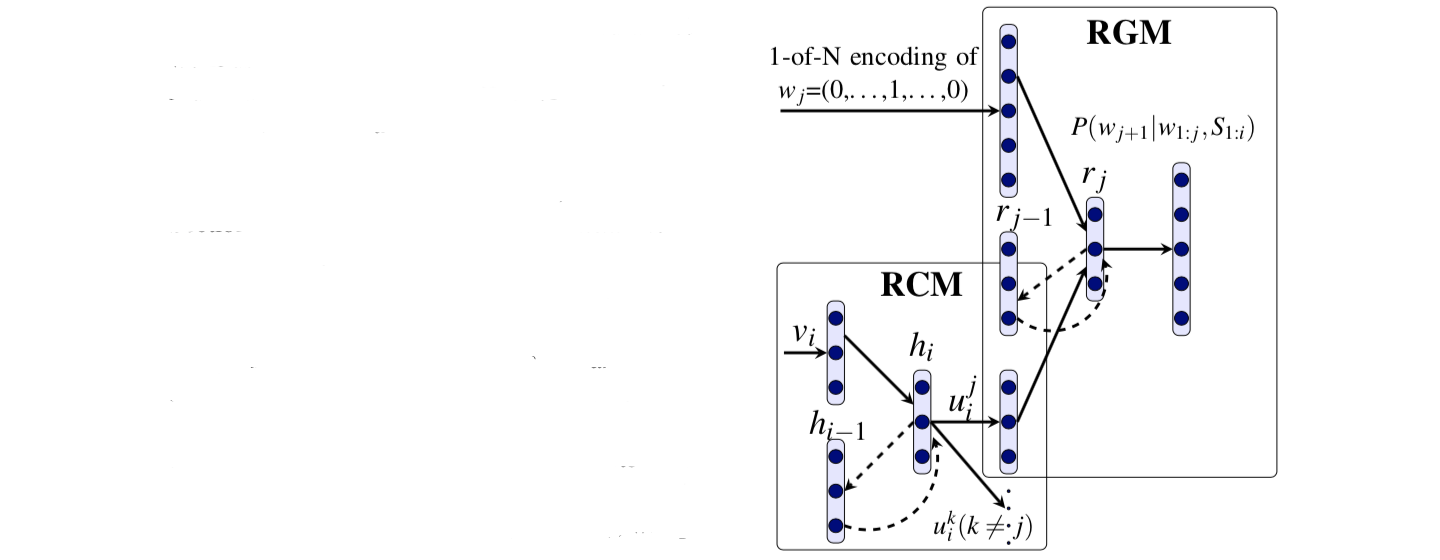 RGM
1-of-N encoding of
w_j=(0,...,1,...,0)
P(w_{j+1}|w_{1:j},S_{1:i})
r_j
r_{j−1}
RCM
v_i
h_i
u_i^j
h_{i−1}
u_i^k(k ≠ j)